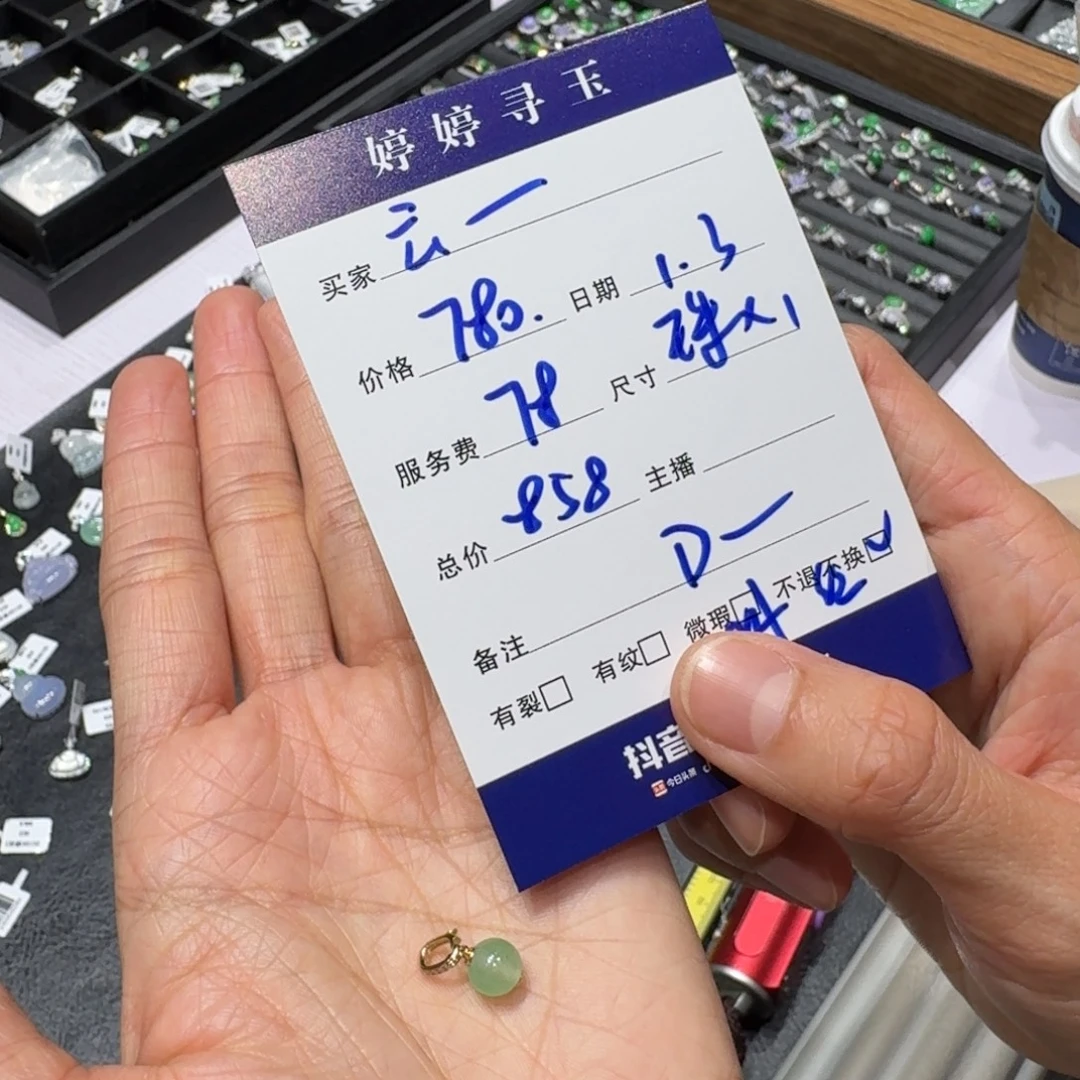 婷婷寻玉
买家 云一
价格 780. 日期 1.3
服务费 78 尺寸 珠×1
总价 858 主播
备注 D一
有裂□ 有纹□ 微瑕□ 不退不换☑
抖音
今日头条